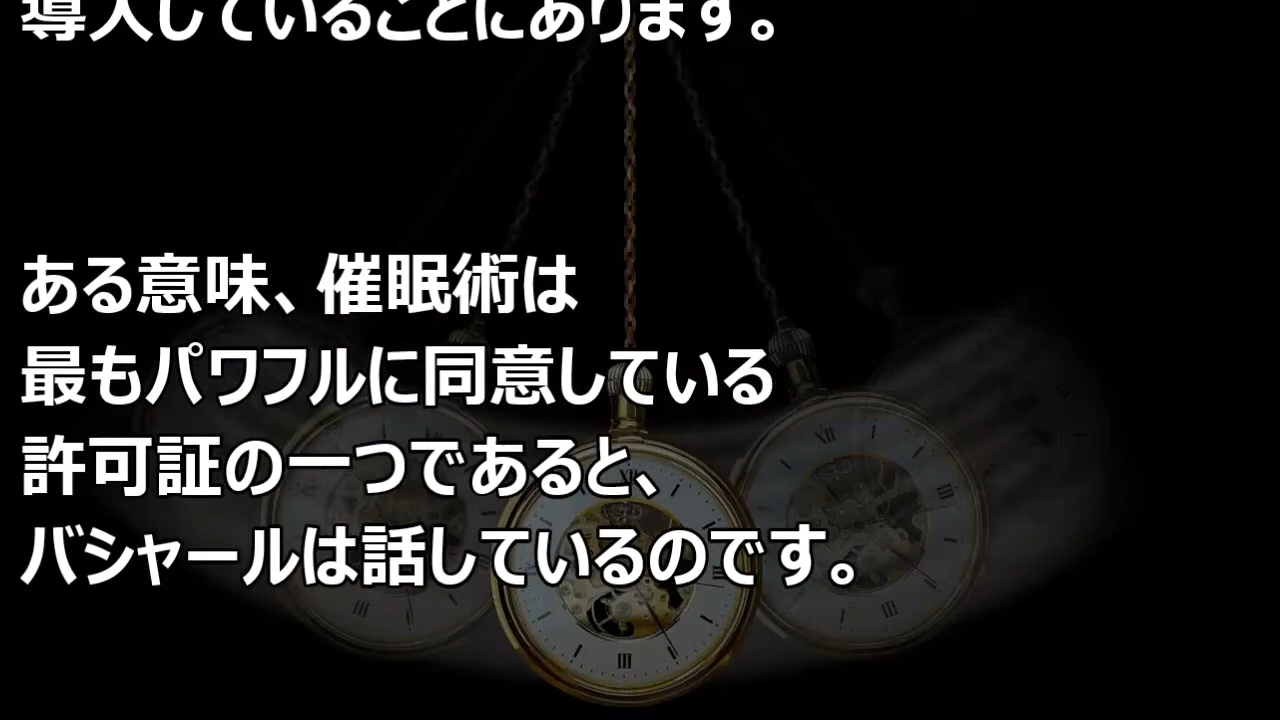 導入していることにあります。
ある意味、催眠術は
最もパワフルに同意している
許可証の一つであると、
バシャールは話しているのです。